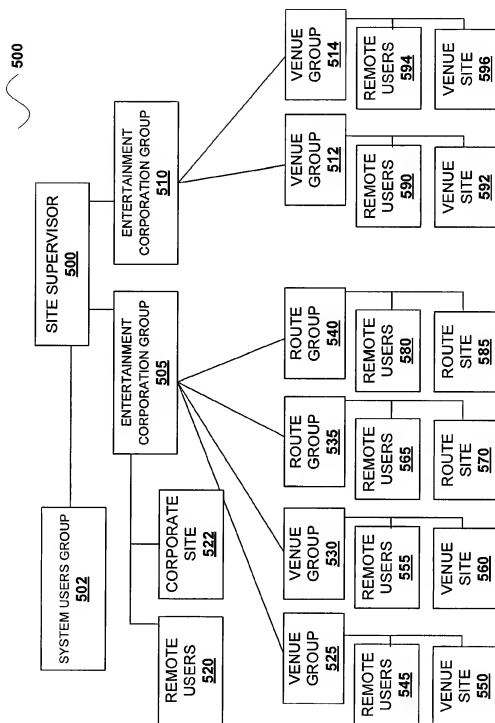 500
SITE SUPERVISOR
500
SYSTEM USERS GROUP
502
ENTERTAINMENT
CORPORATION GROUP
505
ENTERTAINMENT
CORPORATION GROUP
510
REMOTE USERS
520
CORPORATE
SITE
522
VENUE
GROUP
525
REMOTE
USERS
545
VENUE
SITE
550
VENUE
GROUP
530
REMOTE
USERS
555
VENUE
SITE
560
ROUTE
GROUP
535
REMOTE
USERS
565
ROUTE
SITE
570
ROUTE
GROUP
540
REMOTE
USERS
580
ROUTE
SITE
585
VENUE
GROUP
512
REMOTE
USERS
590
VENUE
SITE
592
VENUE
GROUP
514
REMOTE
USERS
594
VENUE
SITE
596